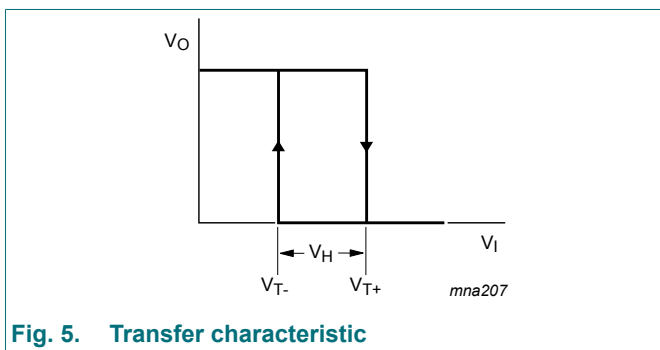 VO
VH
VI
VT-
VT+
mna207
Fig. 5. Transfer characteristic